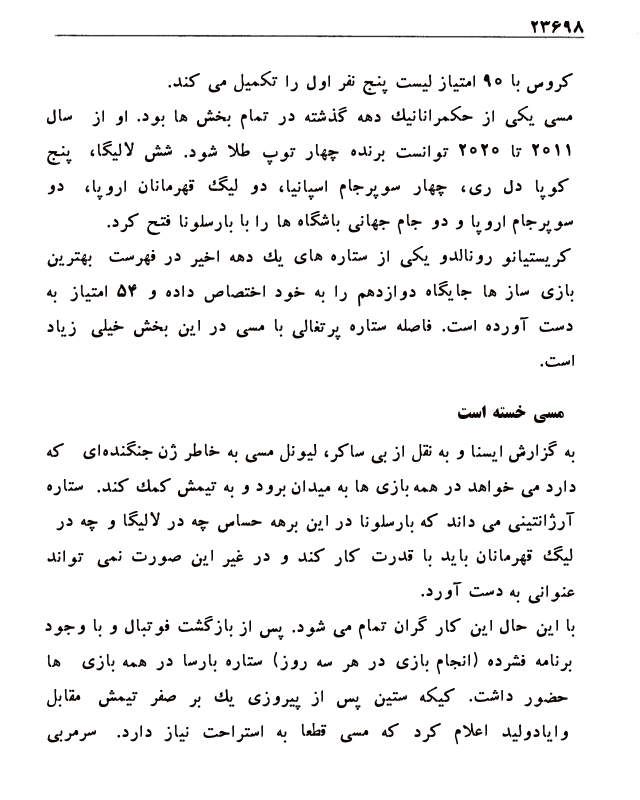 ۲۳۶۹۸
کروس با ۹۰ امتیاز لیست پنج نفر اول را تکمیل می کند.
مسی یکی از حکمرانانیك دهه گذشته در تمام بخش ها بود. او از سال
۲۰۱۱ تا ۲۰۲۰ توانست برنده چهار توپ طلا شود. شش لالیگا، پنج
کوپا دل ری، چهار سوپرجام اسپانیا، دو لیگ قهرمانان اروپا، دو
سوپرجام اروپا و دو جام جهانی باشگاه ها را با بارسلونا فتح کرد.
کریستیانو رونالدو یکی از ستاره های یك دهه اخیر در فهرست بهترین
بازی ساز ها جایگاه دوازدهم را به خود اختصاص داده و ۵۴ امتیاز به
دست آورده است. فاصله ستاره پرتغالی با مسی در این بخش خیلی زیاد
است.
مسی خسته است
به گزارش ایسنا و به نقل از بی ساکر، لیونل مسی به خاطر ژن جنگنده‌ای که
دارد می خواهد در همه بازی ها به میدان برود و به تیمش کمك کند. ستاره
آرژانتینی می داند که بارسلونا در این برهه حساس چه در لالیگا و چه در
لیگ قهرمانان باید با قدرت کار کند و در غیر این صورت نمی تواند
عنوانی به دست آورد.
با این حال این کار گران تمام می شود. پس از بازگشت فوتبال و با وجود
برنامه فشرده (انجام بازی در هر سه روز) ستاره بارسا در همه بازی ها
حضور داشت. کیکه ستین پس از پیروزی یك بر صفر تیمش مقابل
وایادولید اعلام کرد که مسی قطعا به استراحت نیاز دارد. سرمربی